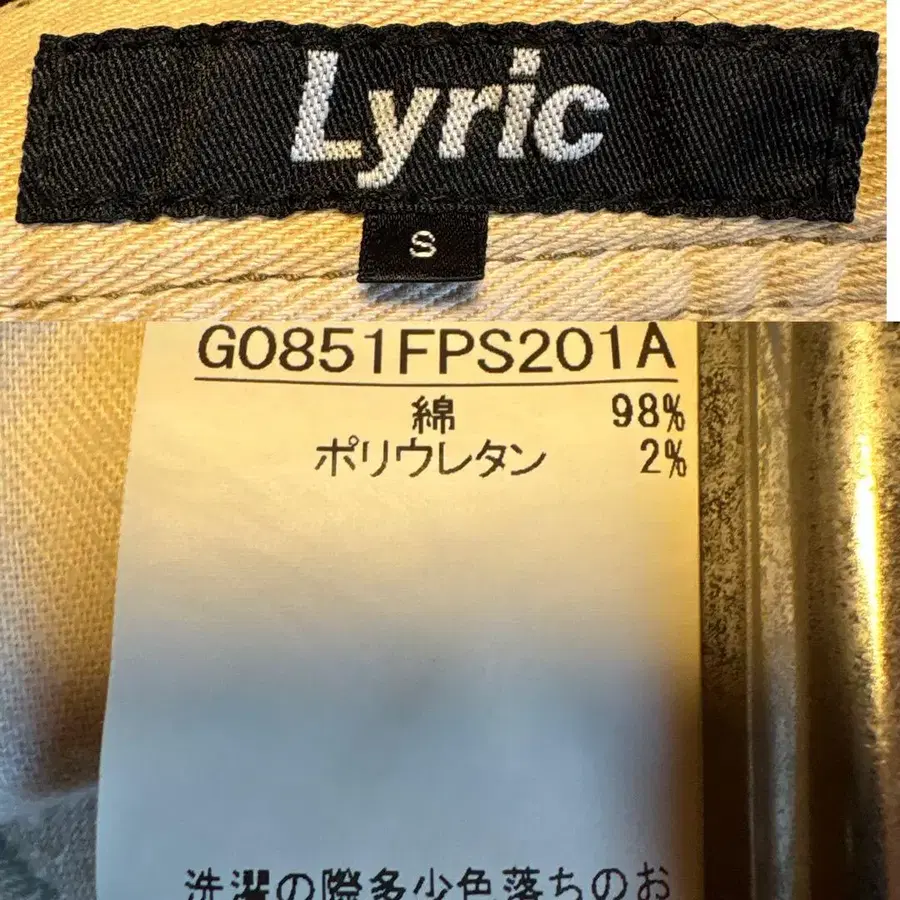 Lyric
S
G0851FPS201A
綿 98%
ポリウレタン 2%
洗濯の際多少色落ちのお